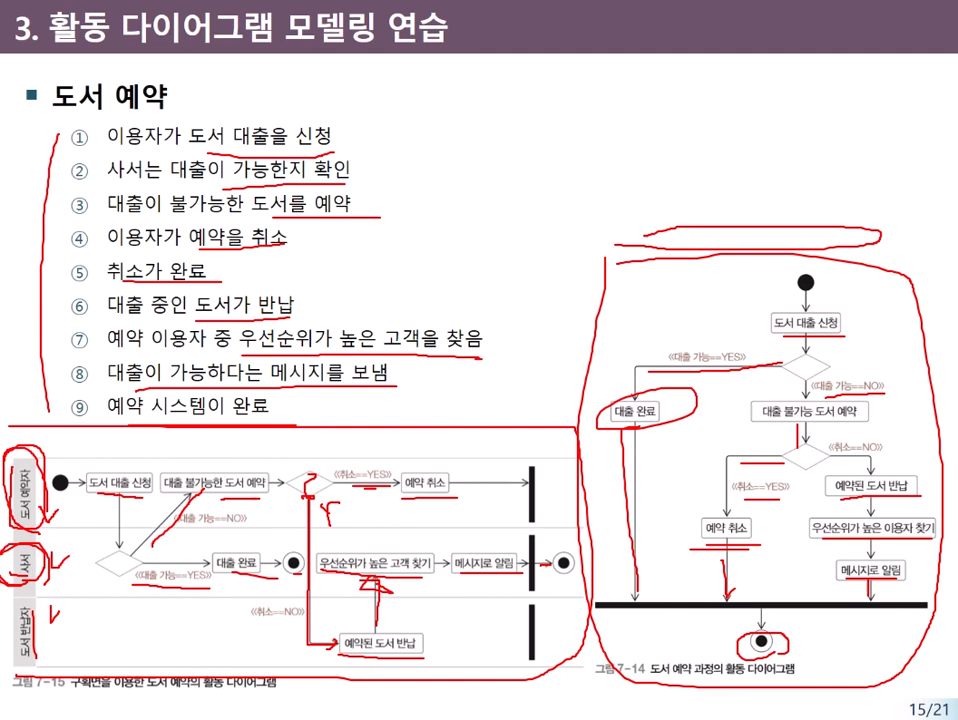 3. 활동 다이어그램 모델링 연습
■ 도서 예약
① 이용자가 도서 대출을 신청
② 사서는 대출이 가능한지 확인
③ 대출이 불가능한 도서를 예약
④ 이용자가 예약을 취소
⑤ 취소가 완료
⑥ 대출 중인 도서가 반납
⑦ 예약 이용자 중 우선순위가 높은 고객을 찾음
⑧ 대출이 가능하다는 메시지를 보냄
⑨ 예약 시스템이 완료
도서 예약자
도서 대출 신청
대출 불가능한 도서 예약
《취소==YES》
예약 취소
《대출 가능==NO》
사서
대출 완료
우선순위가 높은 고객 찾기
메시지로 알림
《대출 가능==YES》
《취소==NO》
도서 반납자
예약된 도서 반납
그림 7-15 구획면을 이용한 도서 예약의 활동 다이어그램
도서 대출 신청
《대출 가능==YES》
《대출 가능==NO》
대출 완료
대출 불가능 도서 예약
《취소==NO》
《취소==YES》
예약된 도서 반납
예약 취소
우선순위가 높은 이용자 찾기
메시지로 알림
그림 7-14 도서 예약 과정의 활동 다이어그램
15/21